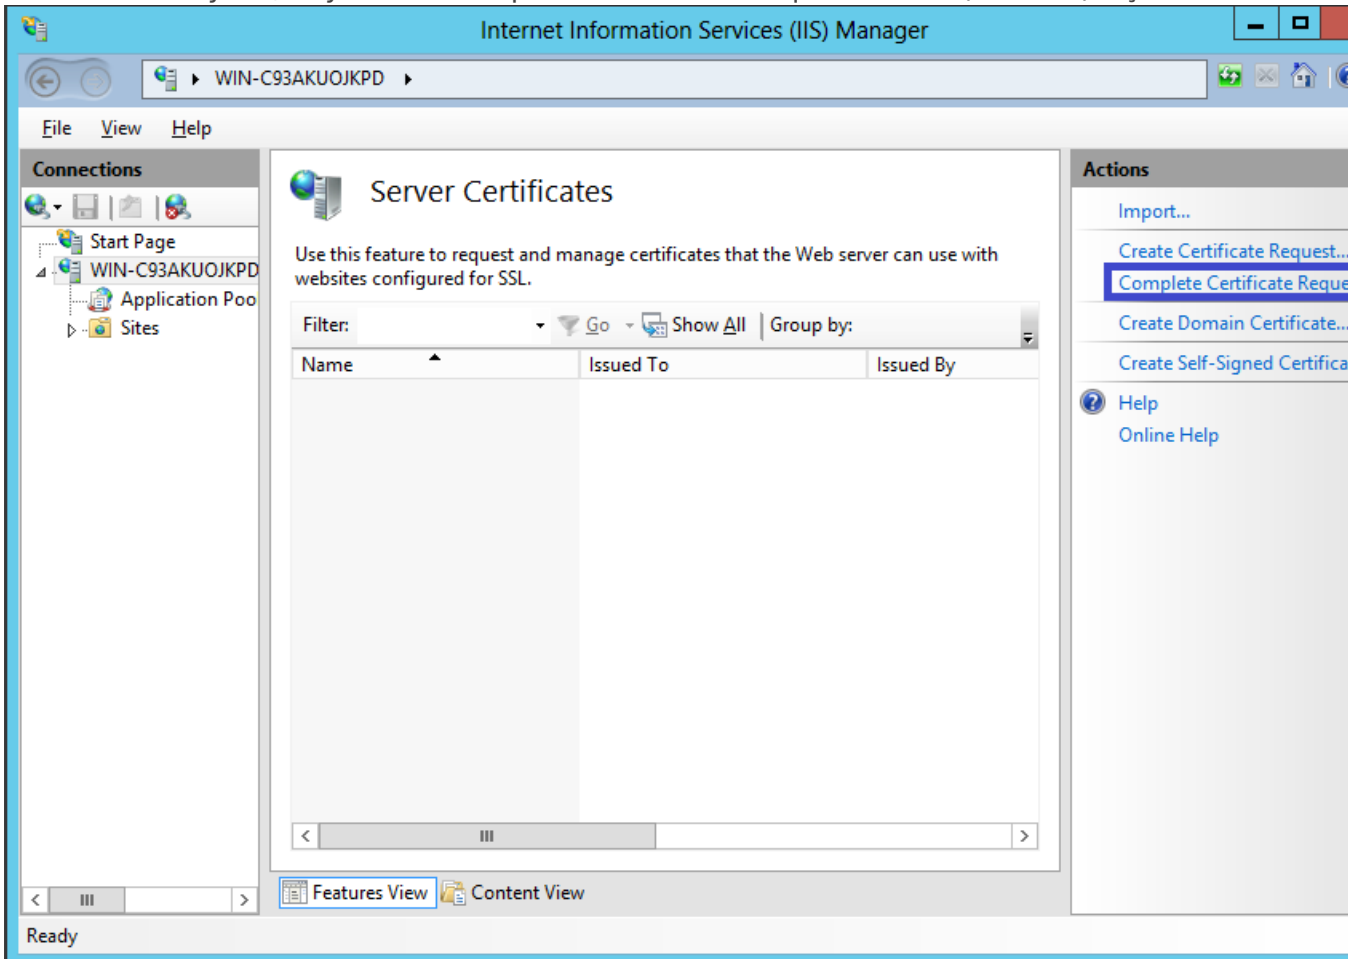 Internet Information Services (IIS) Manager
WIN-C93AKUOJKPD
File View Help
Connections
Start Page
WIN-C93AKUOJKPD
Application Poo
Sites
Server Certificates
Use this feature to request and manage certificates that the Web server can use with
websites configured for SSL.
Filter: Go Show All Group by:
Name Issued To Issued By
Features View Content View
Actions
Import...
Create Certificate Request...
Complete Certificate Reque
Create Domain Certificate...
Create Self-Signed Certifica
Help
Online Help
Ready